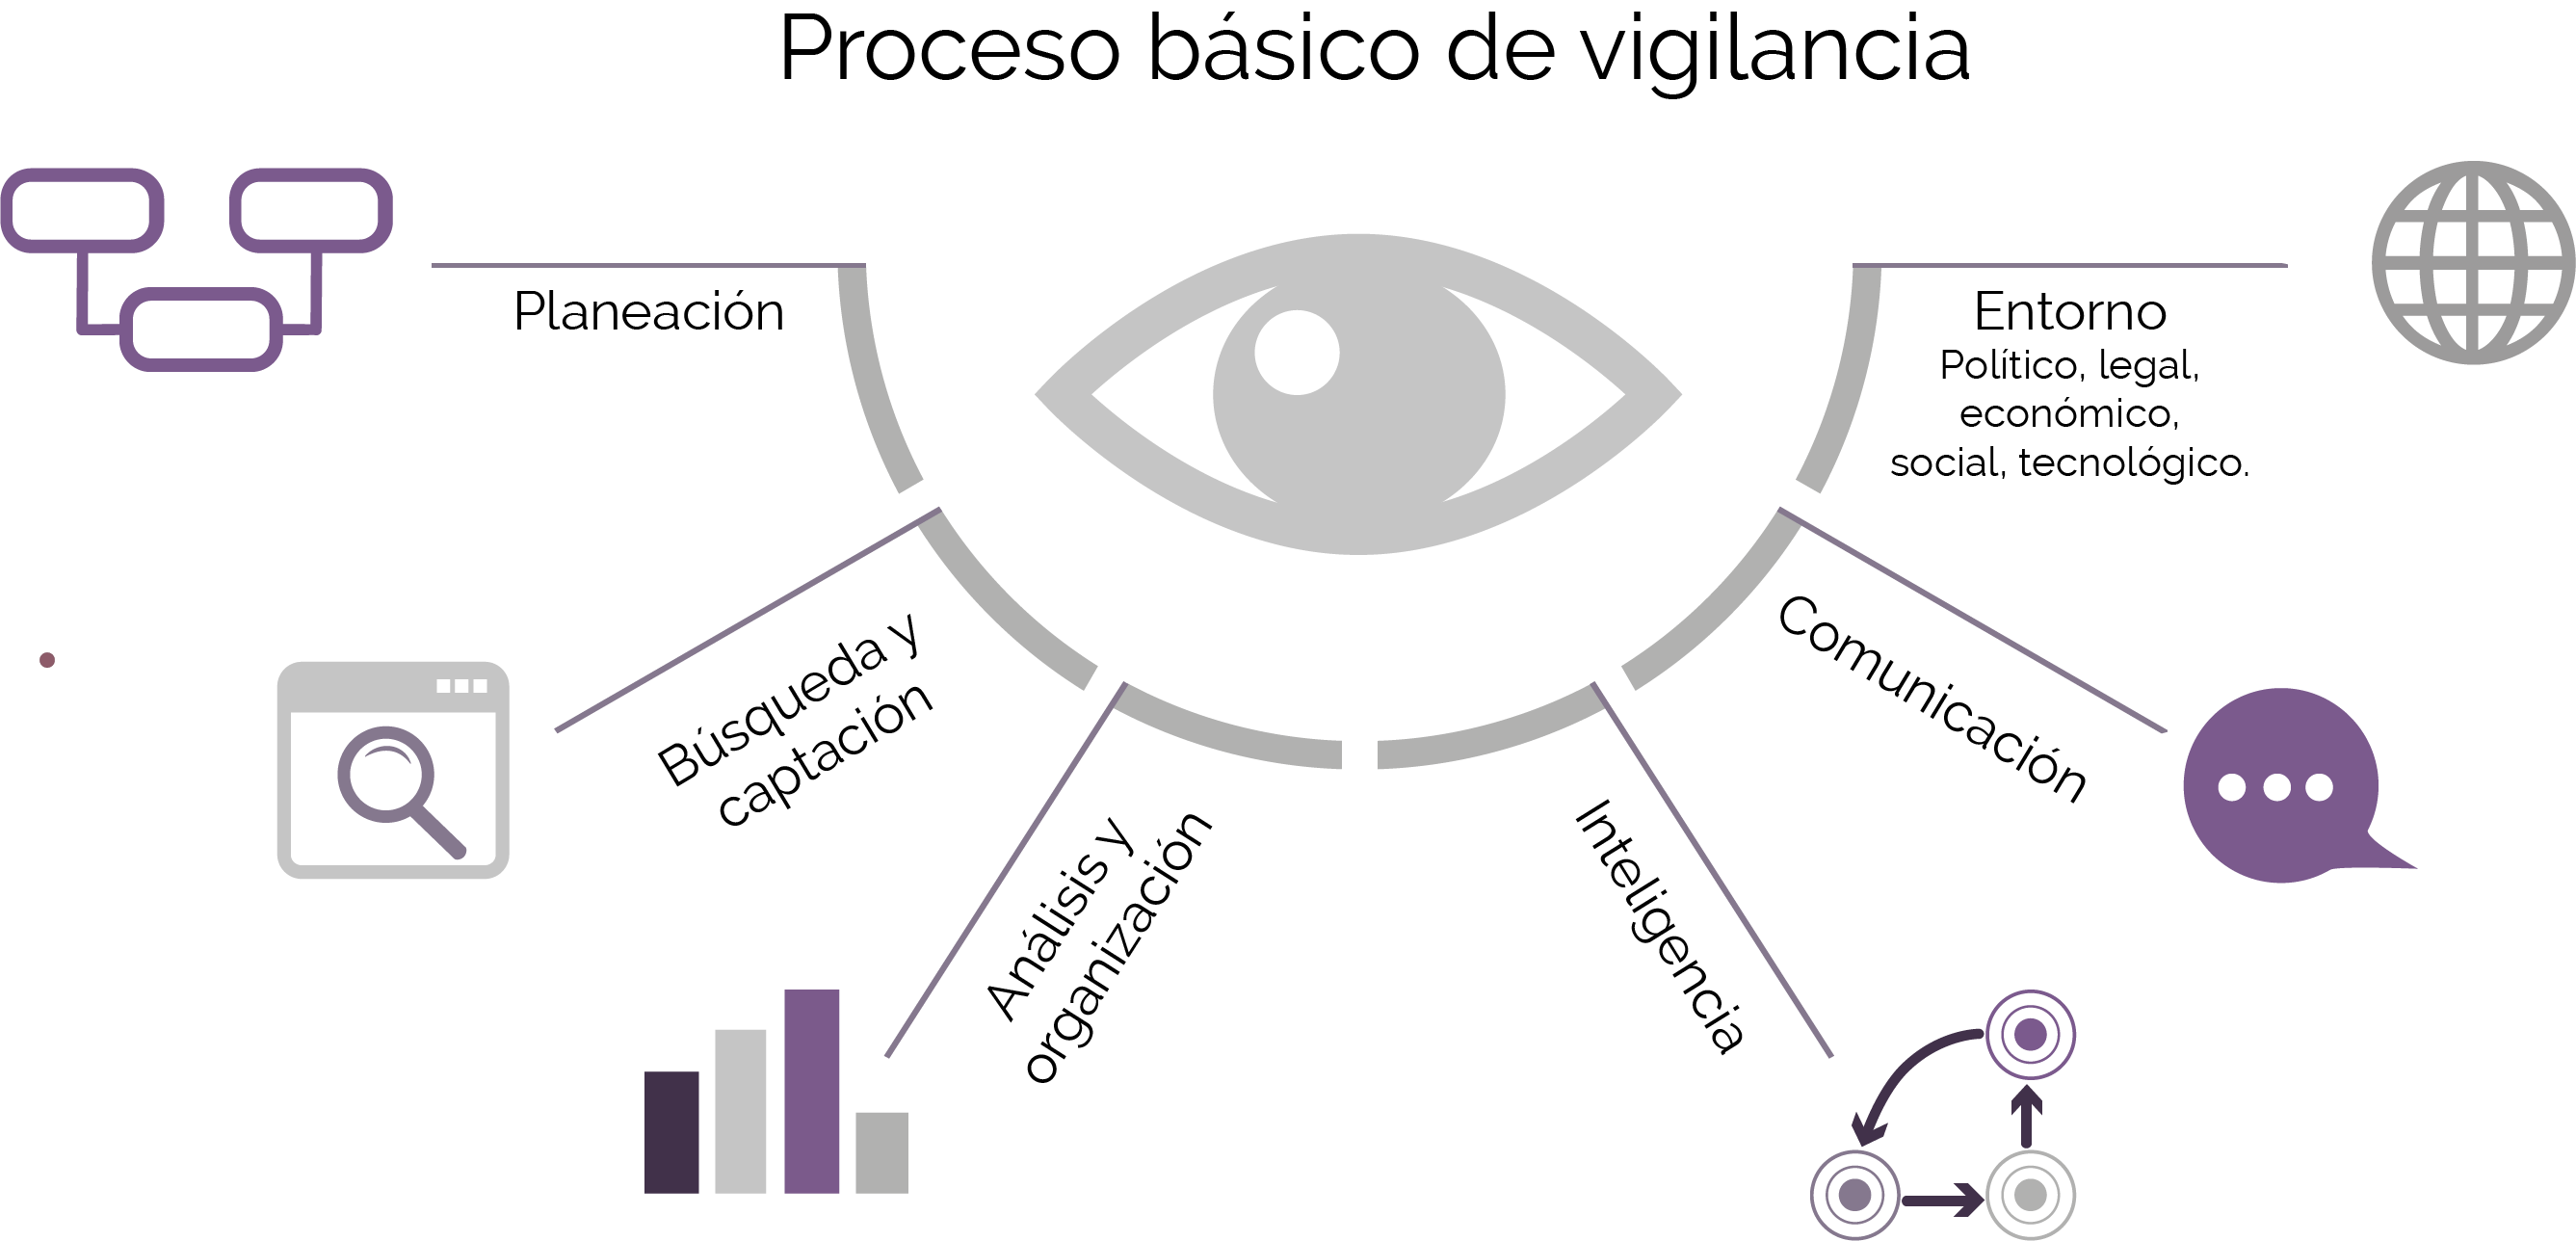 Proceso básico de vigilancia
Planeación
Búsqueda y
captación
Análisis y
organización
Inteligencia
Comunicación
Entorno
Político, legal,
económico,
social, tecnológico.